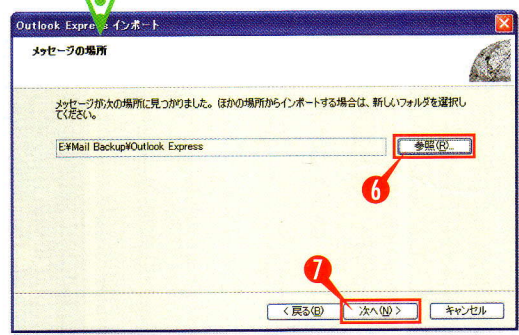 Outlook Express インポート
メッセージの場所
メッセージが次の場所に見つかりました。ほかの場所からインポートする場合は、新しいフォルダを選択し
てください。
E:¥Mail Backup¥Outlook Express
参照(R)...
6
7
< 戻る(B)
次へ(N) >
キャンセル